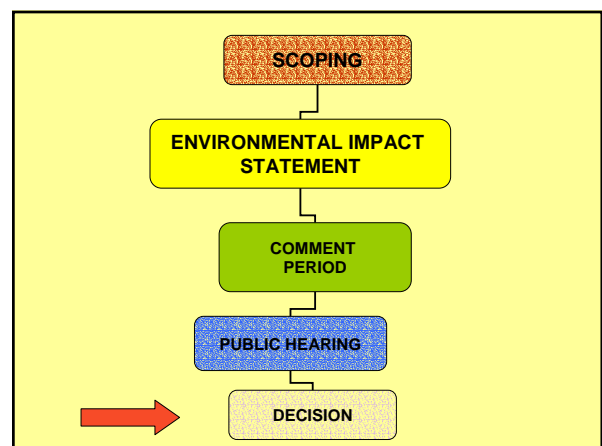 SCOPING
ENVIRONMENTAL IMPACT
STATEMENT
COMMENT
PERIOD
PUBLIC HEARING
DECISION